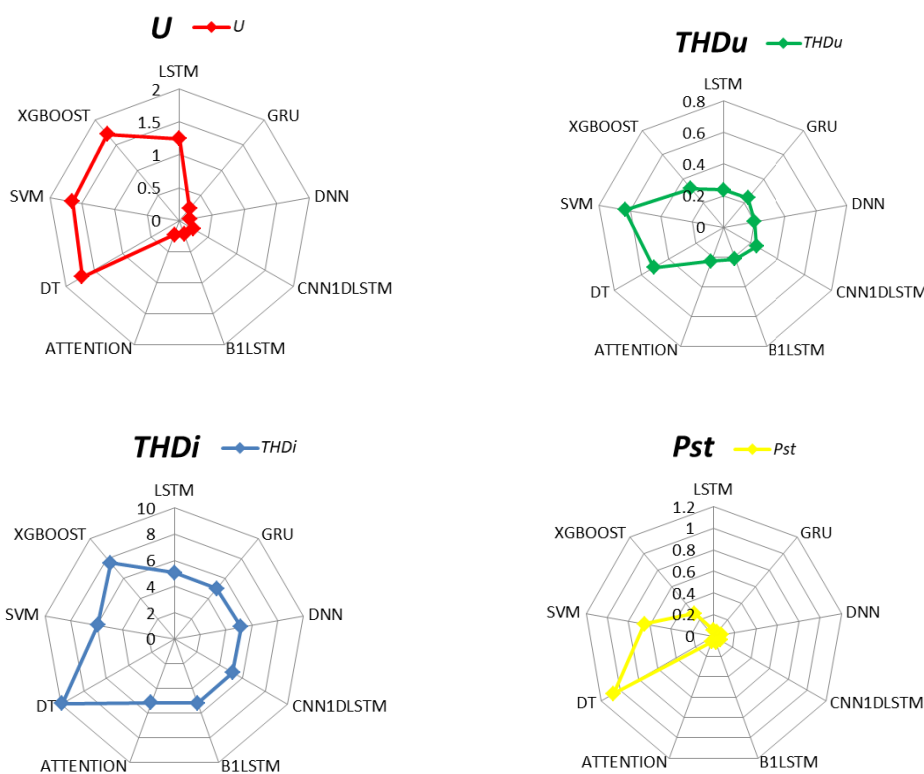 U U
LSTM
2
1.5
1
0.5
0
GRU
DNN
CNN1DLSTM
B1LSTM
ATTENTION
DT
SVM
XGBOOST
THDu THDu
LSTM
0.8
0.6
0.4
0.2
0
GRU
DNN
CNN1DLSTM
B1LSTM
ATTENTION
DT
SVM
XGBOOST
THDi THDi
LSTM
10
8
6
4
2
0
GRU
DNN
CNN1DLSTM
B1LSTM
ATTENTION
DT
SVM
XGBOOST
Pst Pst
LSTM
1.2
1
0.8
0.6
0.4
0.2
0
GRU
DNN
CNN1DLSTM
B1LSTM
ATTENTION
DT
SVM
XGBOOST